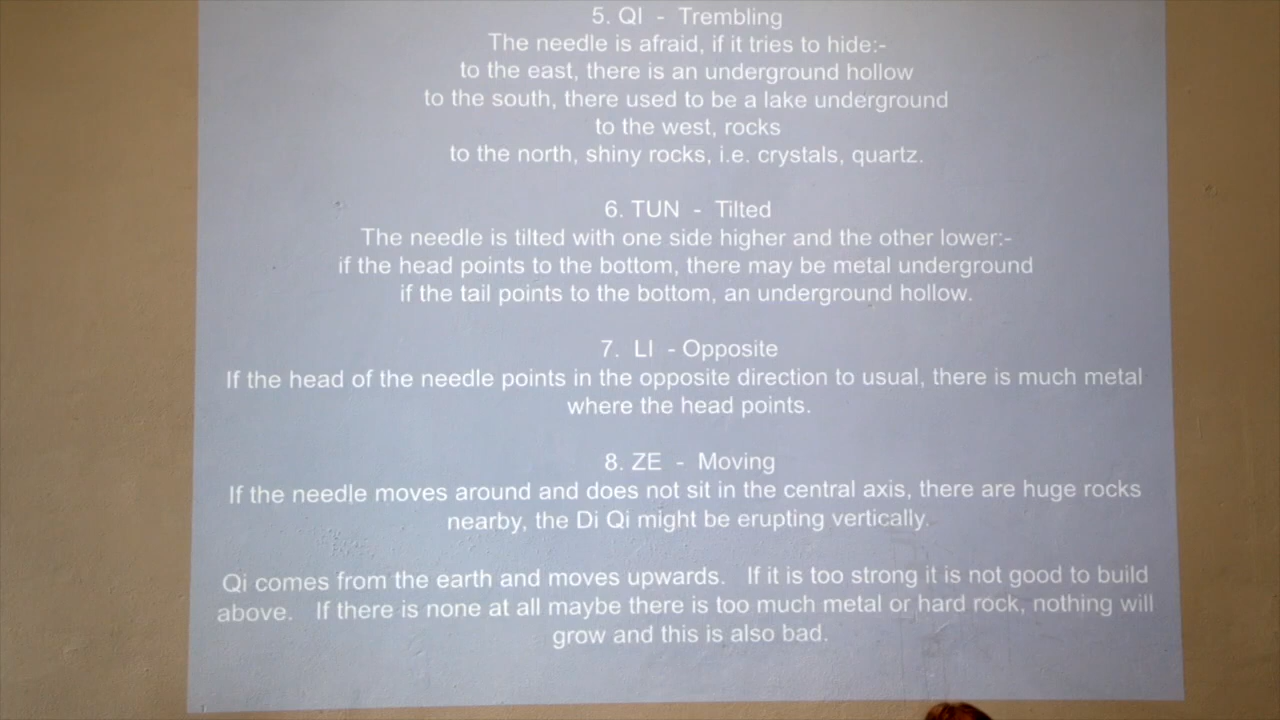 5. QI - Trembling
The needle is afraid, if it tries to hide:-
to the east, there is an underground hollow
to the south, there used to be a lake underground
to the west, rocks
to the north, shiny rocks, i.e. crystals, quartz.
6. TUN - Tilted
The needle is tilted with one side higher and the other lower:-
if the head points to the bottom, there may be metal underground
if the tail points to the bottom, an underground hollow.
7. LI - Opposite
If the head of the needle points in the opposite direction to usual, there is much metal
where the head points.
8. ZE - Moving
If the needle moves around and does not sit in the central axis, there are huge rocks
nearby, the Di Qi might be erupting vertically.
Qi comes from the earth and moves upwards. If it is too strong it is not good to build
above. If there is none at all maybe there is too much metal or hard rock, nothing will
grow and this is also bad.